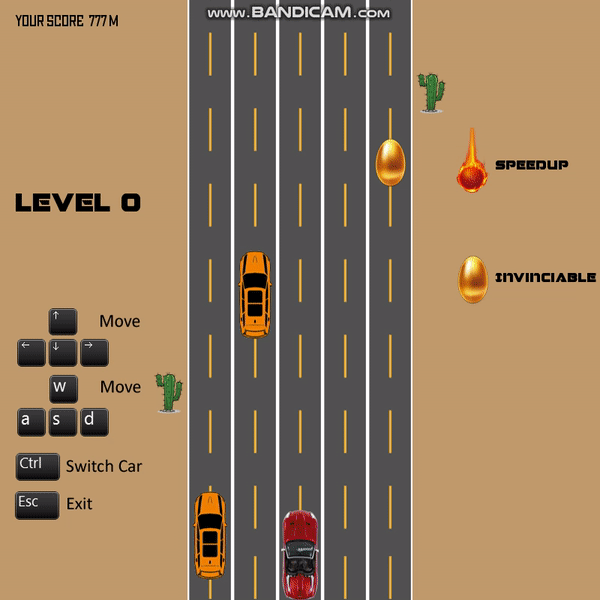 www.BANDICAM.com
YOUR SCORE 777 M
SPEEDUP
LEVEL 0
INVINCIABLE
↑ Move
← ↓ →
w Move
a s d
Ctrl Switch Car
Esc Exit